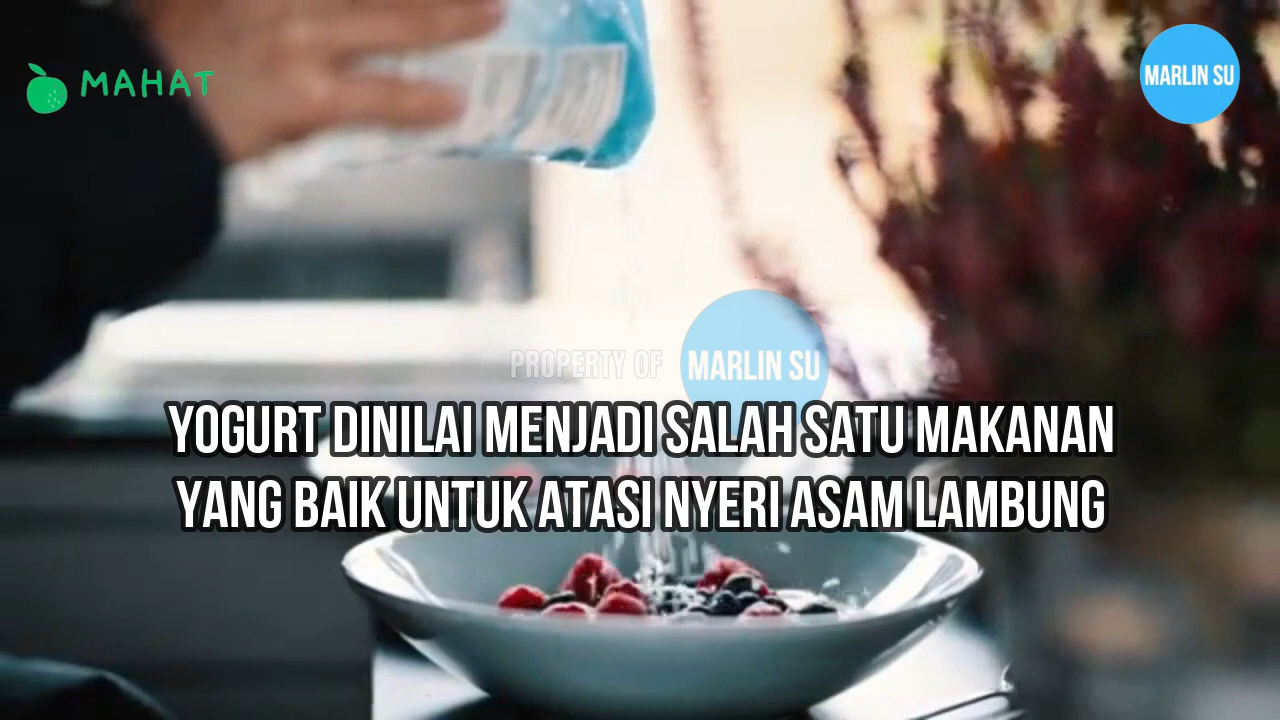 MAHAT
MARLIN SU
PROPERTY OF MARLIN SU
YOGURT DINILAI MENJADI SALAH SATU MAKANAN
YANG BAIK UNTUK ATASI NYERI ASAM LAMBUNG